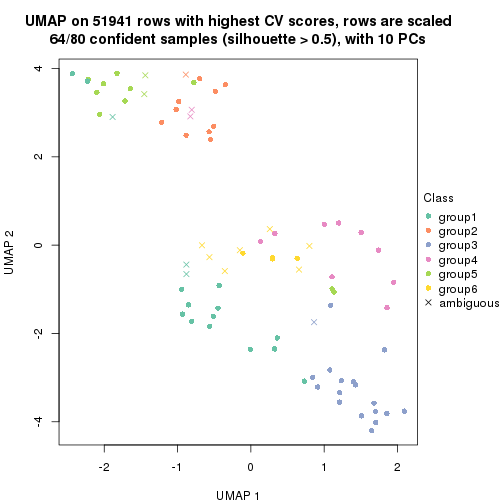 UMAP on 51941 rows with highest CV scores, rows are scaled
64/80 confident samples (silhouette > 0.5), with 10 PCs
4
2
0
-2
-4
UMAP 2
-2
-1
0
1
2
UMAP 1
Class
group1
group2
group3
group4
group5
group6
ambiguous